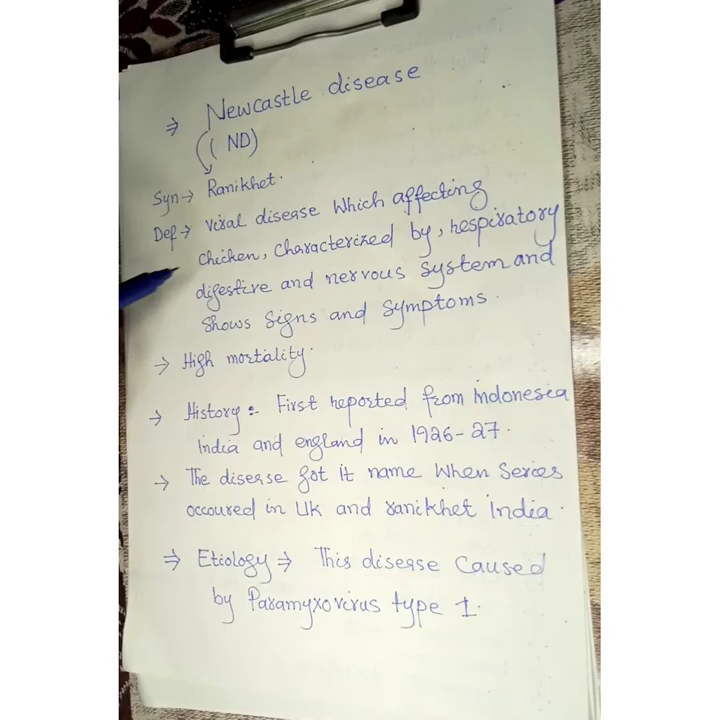 ⇒ Newcastle disease
(ND)
Syn → Ranikhet.
Def → Viral disease Which affecting
chicken, characterized by, respiratory
digestive and nervous system and
shows signs and symptoms.
→ High mortality.
→ History :- First reported from indonesia
india and england in 1926-27.
→ The disease got it name When Series
occoured in UK and ranikhet india.
⇒ Etiology ⇒ This disease caused
by Paramyxovirus type 1.